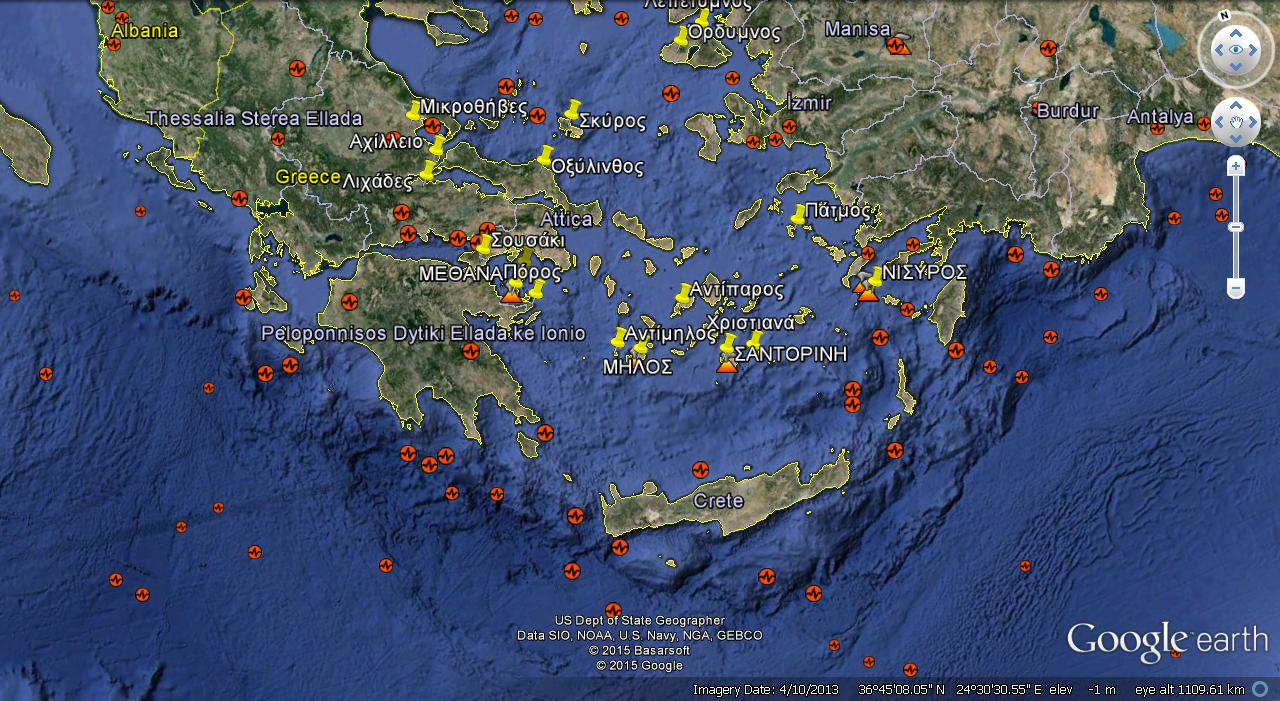 Λεπέτυμνος
Όρδυμνος
Albania
Manisa
Μικροθήβες
İzmir
Burdur
Antalya
Thessalia Sterea Ellada
Σκύρος
Αχίλλειο
Οξύλινθος
Greece
Λιχάδες
Attica
Πάτμος
Σουσάκι
ΜΕΘΑΝΑ
Πόρος
ΝΙΣΥΡΟΣ
Αντίπαρος
Peloponnisos Dytiki Ellada ke Ionio
Αντίμηλος
Χριστιανά
ΣΑΝΤΟΡΙΝΗ
ΜΗΛΟΣ
Crete
US Dept of State Geographer
Data SIO, NOAA, U.S. Navy, NGA, GEBCO
© 2015 Basarsoft
© 2015 Google
Google earth
Imagery Date: 4/10/2013 36°45'08.05" N 24°30'30.55" E elev -1 m eye alt 1109.61 km
N